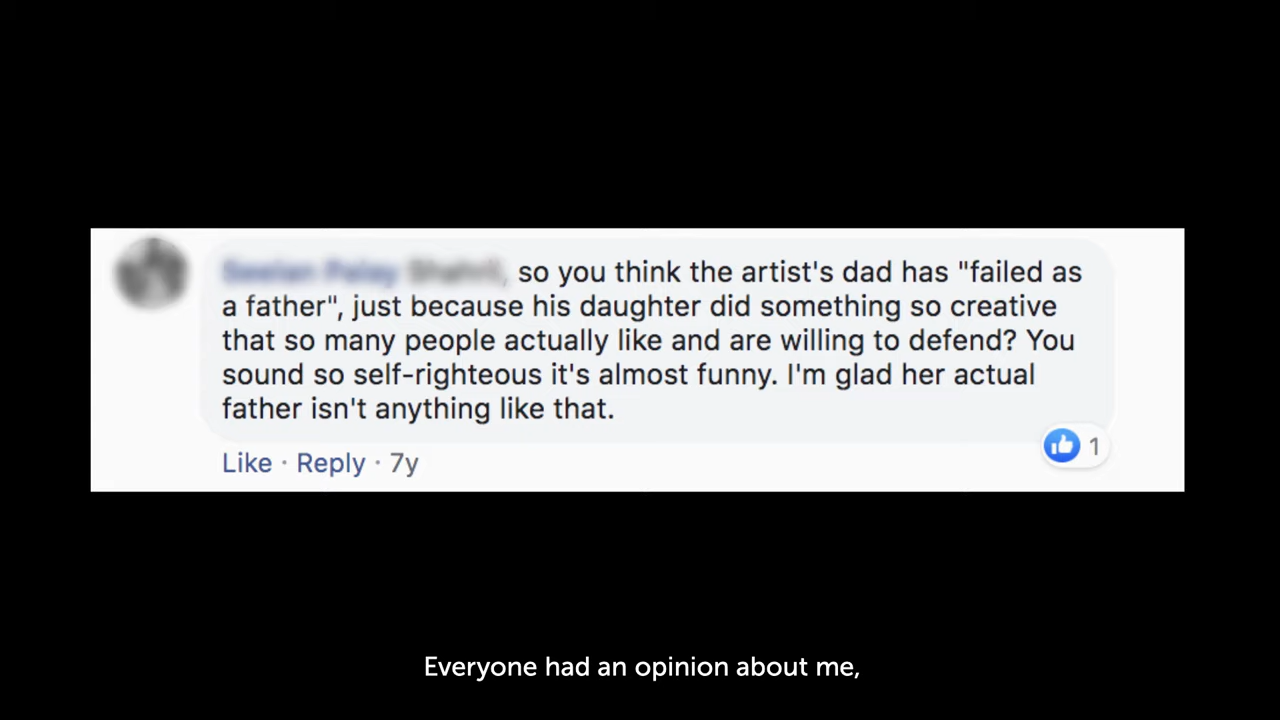 , so you think the artist's dad has "failed as
a father", just because his daughter did something so creative
that so many people actually like and are willing to defend? You
sound so self-righteous it's almost funny. I'm glad her actual
father isn't anything like that.
Like · Reply · 7y
1
Everyone had an opinion about me,